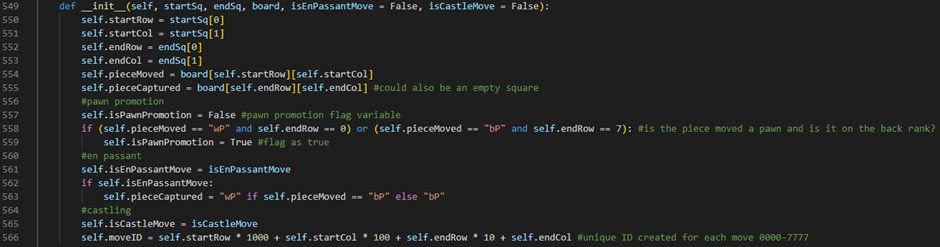 549 def __init__(self, startSq, endSq, board, isEnPassantMove = False, isCastleMove = False):
550 self.startRow = startSq[0]
551 self.startCol = startSq[1]
552 self.endRow = endSq[0]
553 self.endCol = endSq[1]
554 self.pieceMoved = board[self.startRow][self.startCol]
555 self.pieceCaptured = board[self.endRow][self.endCol] #could also be an empty square
556 #pawn promotion
557 self.isPawnPromotion = False #pawn promotion flag variable
558 if (self.pieceMoved == "wP" and self.endRow == 0) or (self.pieceMoved == "bP" and self.endRow == 7): #is the piece moved a pawn and is it on the back rank?
559 self.isPawnPromotion = True #flag as true
560 #en passant
561 self.isEnPassantMove = isEnPassantMove
562 if self.isEnPassantMove:
563 self.pieceCaptured = "wP" if self.pieceMoved == "bP" else "bP"
564 #castling
565 self.isCastleMove = isCastleMove
566 self.moveID = self.startRow * 1000 + self.startCol * 100 + self.endRow * 10 + self.endCol #unique ID created for each move 0000-7777